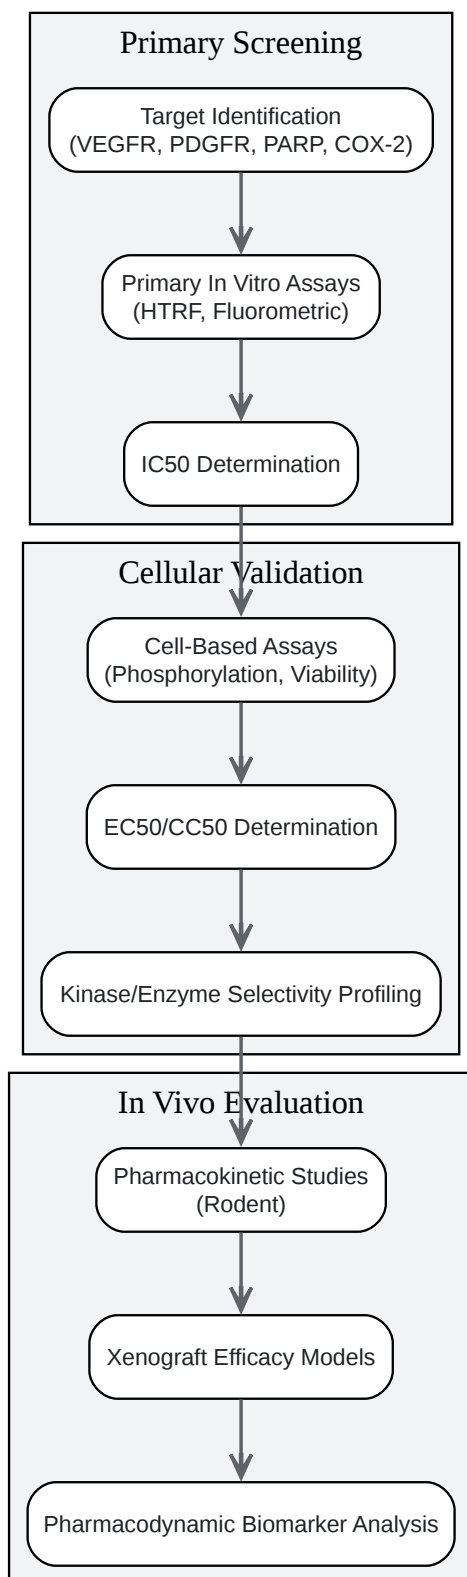 Primary Screening
Target Identification
(VEGFR, PDGFR, PARP, COX-2)
Primary In Vitro Assays
(HTRF, Fluorometric)
IC50 Determination
Cellular Validation
Cell-Based Assays
(Phosphorylation, Viability)
EC50/CC50 Determination
Kinase/Enzyme Selectivity Profiling
In Vivo Evaluation
Pharmacokinetic Studies
(Rodent)
Xenograft Efficacy Models
Pharmacodynamic Biomarker Analysis